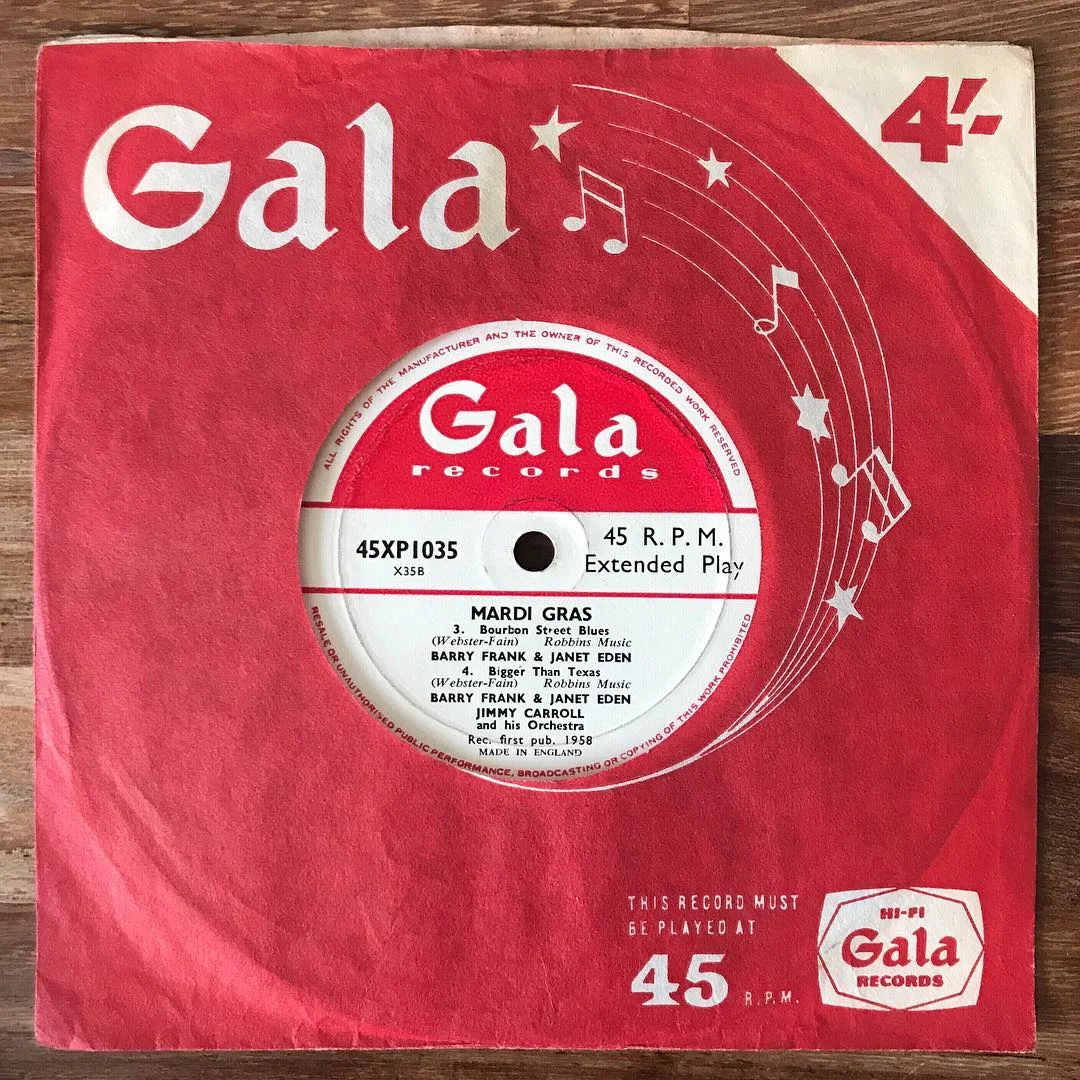 Gala
4'-
ALL RIGHTS OF THE MANUFACTURER AND THE OWNER OF THIS RECORDED WORK RESERVED
Gala
records
45XP1035
X35B
45 R.P.M.
Extended Play
MARDI GRAS
3. Bourbon Street Blues
(Webster-Fain) Robbins Music
BARRY FRANK & JANET EDEN
4. Bigger Than Texas
(Webster-Fain) Robbins Music
BARRY FRANK & JANET EDEN
JIMMY CARROLL
and his Orchestra
Rec. first pub. 1958
MADE IN ENGLAND
RESALE OR UNAUTHORISED PUBLIC PERFORMANCE, BROADCASTING OR COPYING OF THIS WORK PROHIBITED
THIS RECORD MUST
BE PLAYED AT
45 R.P.M.
HI-FI
Gala
RECORDS